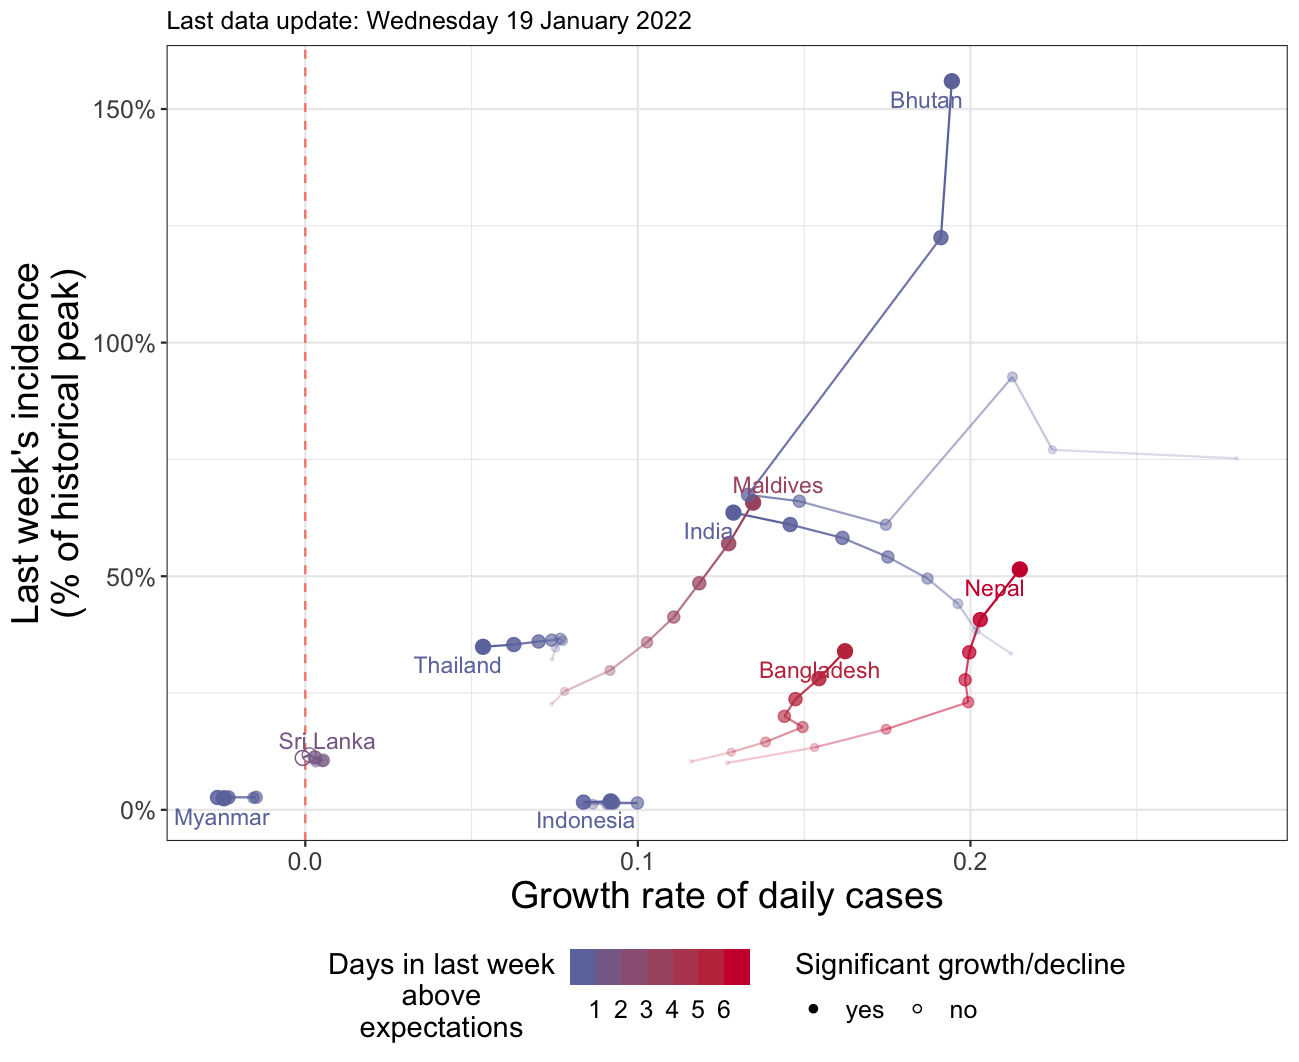 Last data update: Wednesday 19 January 2022
Last week's incidence
(% of historical peak)
150%
100%
50%
0%
Bhutan
Maldives
India
Nepal
Thailand
Bangladesh
Sri Lanka
Myanmar
Indonesia
0.0
0.1
0.2
Growth rate of daily cases
Days in last week
above
expectations
1 2 3 4 5 6
Significant growth/decline
yes
no